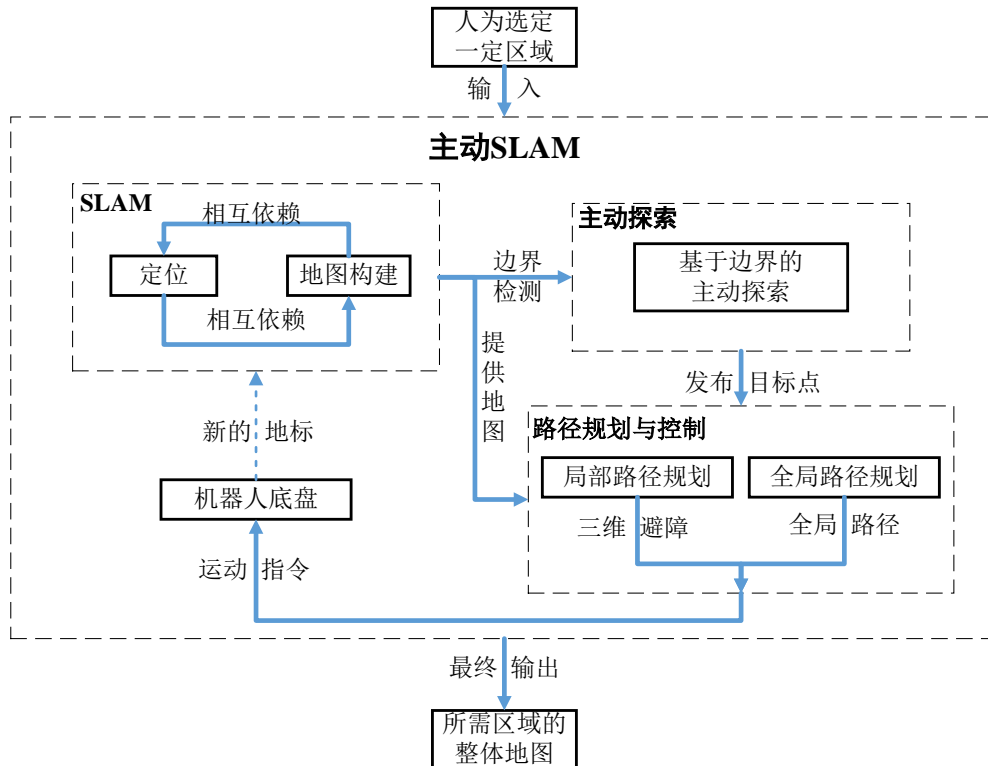 人为选定
一定区域
输 入
主动SLAM
SLAM
相互依赖
定位
地图构建
相互依赖
边界
检测
主动探索
基于边界的
主动探索
提供地图
发布 目标点
新的 地标
路径规划与控制
局部路径规划
全局路径规划
三维 避障
全局 路径
机器人底盘
运动 指令
最终 输出
所需区域的
整体地图